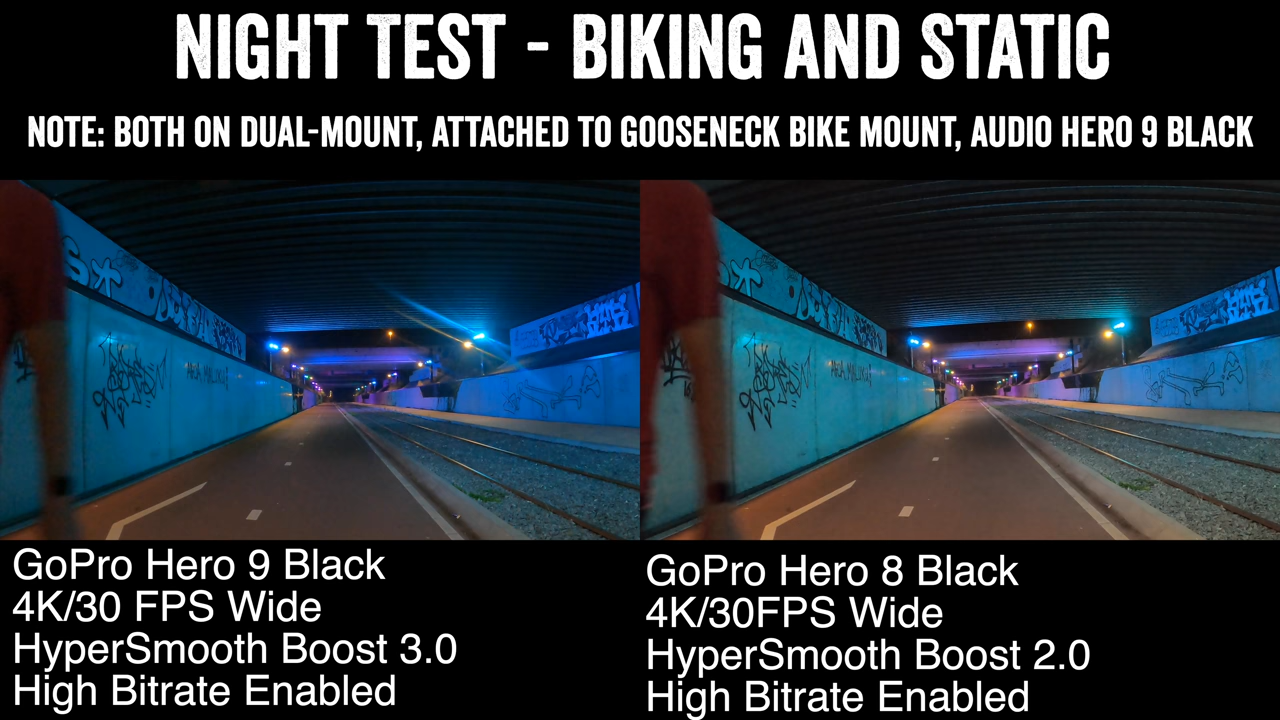 NIGHT TEST - BIKING AND STATIC
NOTE: BOTH ON DUAL-MOUNT, ATTACHED TO GOOSENECK BIKE MOUNT, AUDIO HERO 9 BLACK
GoPro Hero 9 Black
4K/30 FPS Wide
HyperSmooth Boost 3.0
High Bitrate Enabled
GoPro Hero 8 Black
4K/30FPS Wide
HyperSmooth Boost 2.0
High Bitrate Enabled